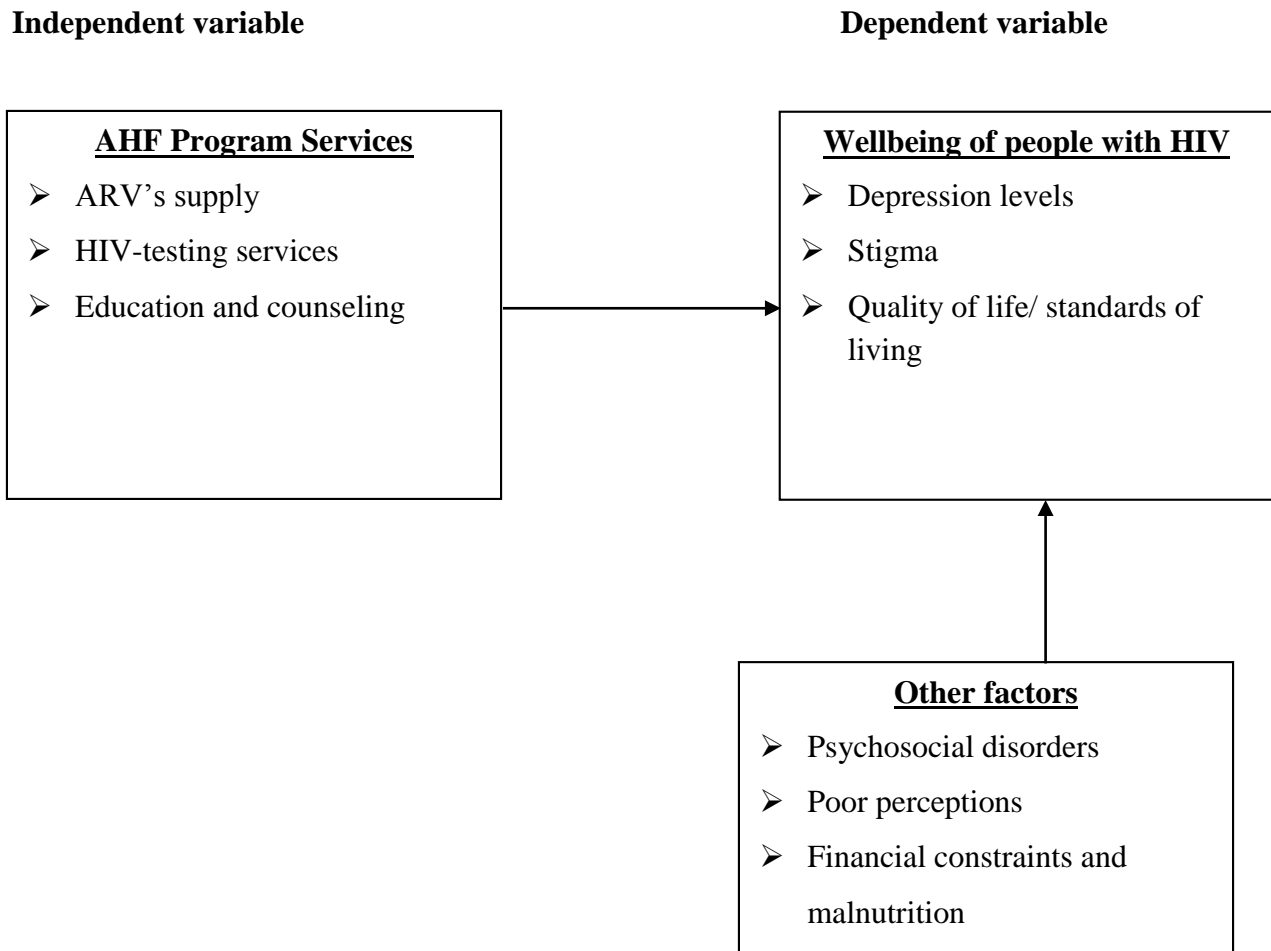 Independent variable
Dependent variable
AHF Program Services
➢ ARV’s supply
➢ HIV-testing services
➢ Education and counseling
Wellbeing of people with HIV
➢ Depression levels
➢ Stigma
➢ Quality of life/ standards of
living
Other factors
➢ Psychosocial disorders
➢ Poor perceptions
➢ Financial constraints and
malnutrition